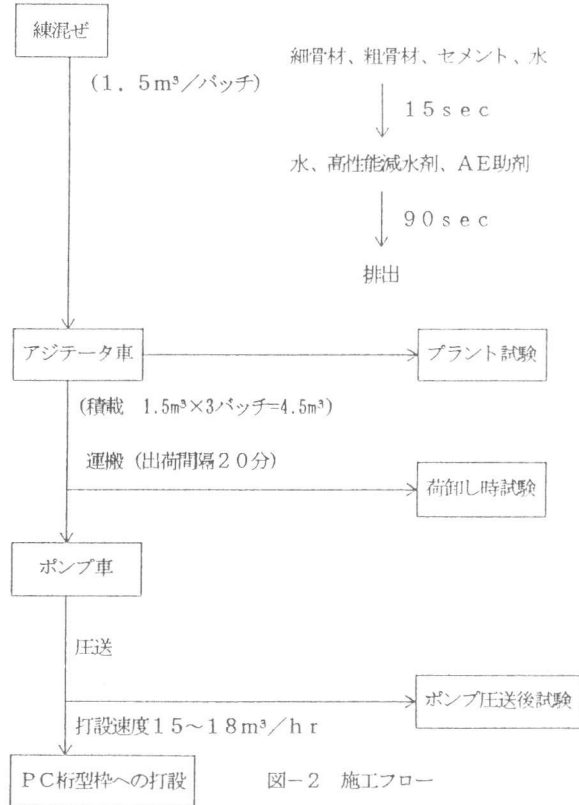 練混ぜ
(1．5m³／バッチ)
細骨材、粗骨材、セメント、水
15sec
水、高性能減水剤、AE助剤
90sec
排出
アジテータ車
プラント試験
(積載 1.5m³×3バッチ=4.5m³)
運搬 (出荷間隔20分)
荷卸し時試験
ポンプ車
圧送
ポンプ圧送後試験
打設速度15～18m³／hr
PC桁型枠への打設
図－2 施工フロー